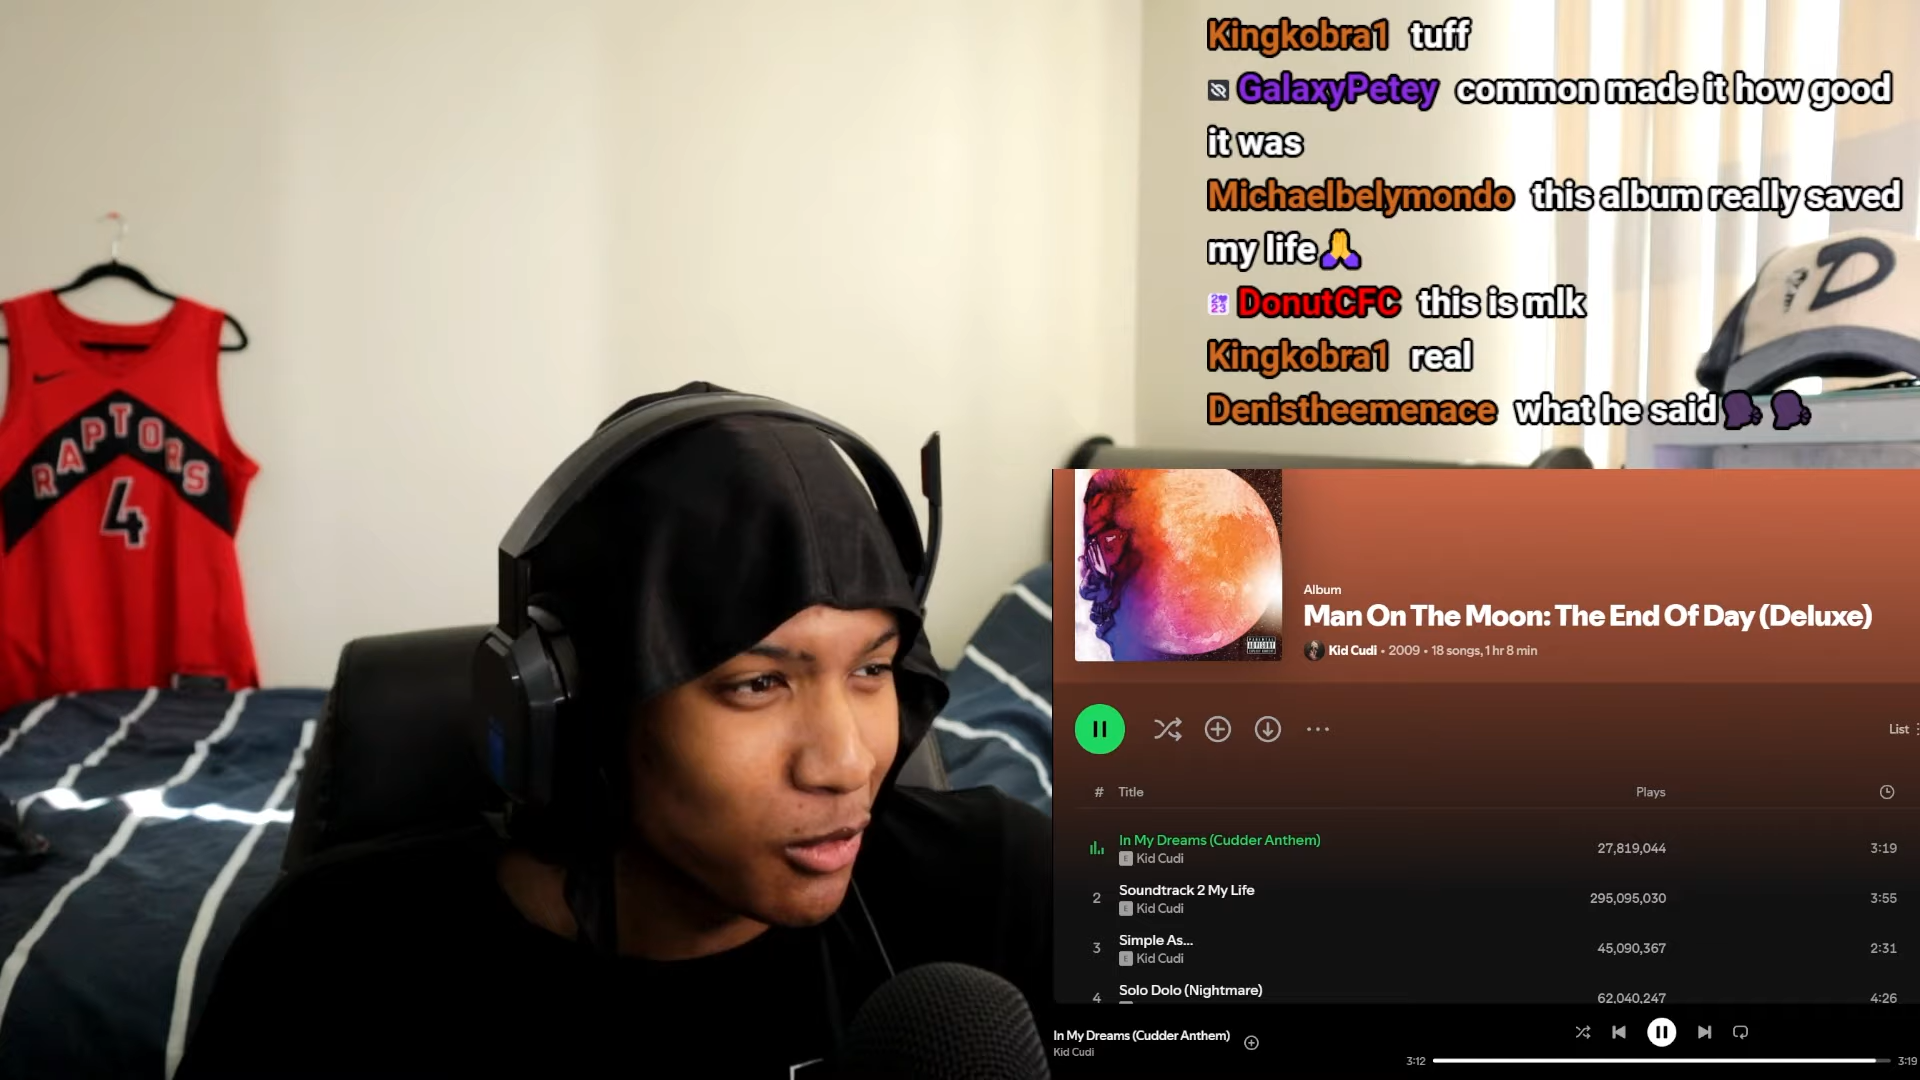 Kingkobra1 tuff
GalaxyPetey common made it how good
it was
Michaelbelymondo this album really saved
my life🙏
2 23 DonutCFC this is mlk
Kingkobra1 real
Denistheemenace what he said🗣️🗣️
D
RAPTORS
4
Album
Man On The Moon: The End Of Day (Deluxe)
Kid Cudi • 2009 • 18 songs, 1 hr 8 min
List
# Title Plays
In My Dreams (Cudder Anthem) 27,819,044 3:19
E Kid Cudi
2 Soundtrack 2 My Life 295,095,030 3:55
E Kid Cudi
3 Simple As... 45,090,367 2:31
E Kid Cudi
4 Solo Dolo (Nightmare) 62,040,247 4:26
In My Dreams (Cudder Anthem)
Kid Cudi
3:12 3:19